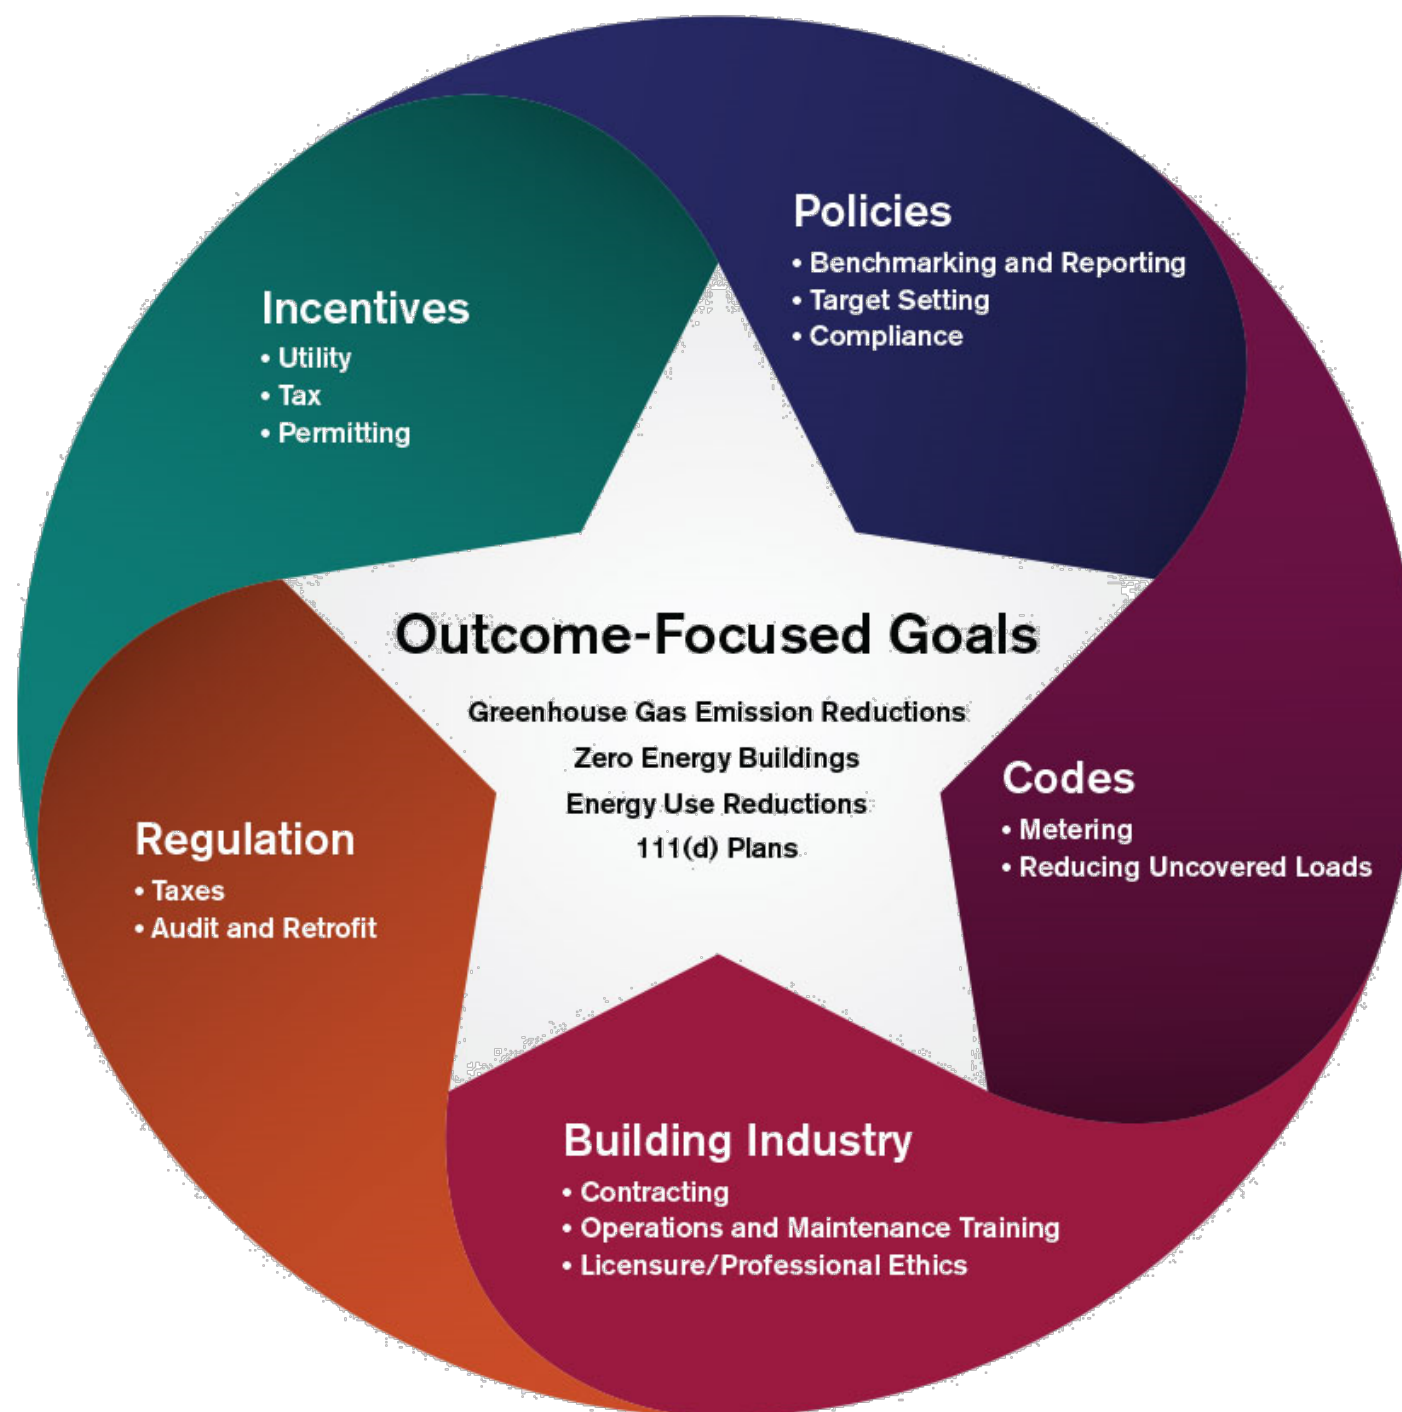 Policies
• Benchmarking and Reporting
• Target Setting
• Compliance
Incentives
• Utility
• Tax
• Permitting
Outcome-Focused Goals
Greenhouse Gas Emission Reductions
Zero Energy Buildings
Energy Use Reductions
111(d) Plans
Codes
• Metering
• Reducing Uncovered Loads
Regulation
• Taxes
• Audit and Retrofit
Building Industry
• Contracting
• Operations and Maintenance Training
• Licensure/Professional Ethics